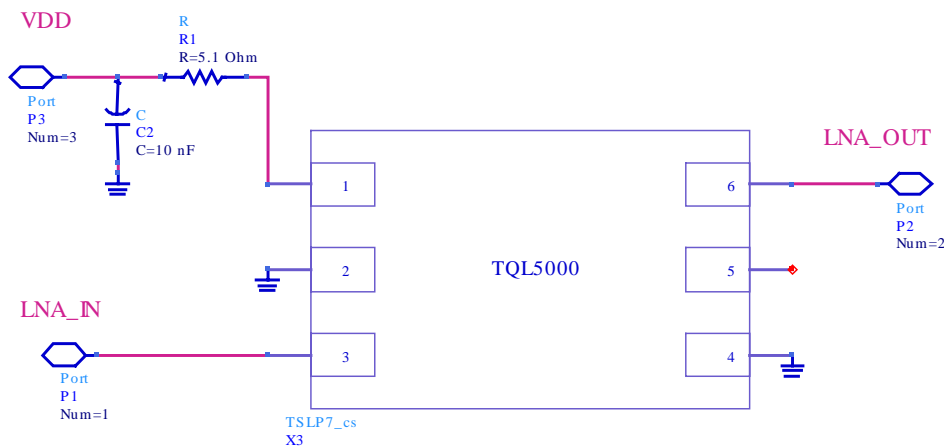 VDD
R
R1
R=5.1 Ohm
Port
P3
Num=3
C
C2
C=10 nF
LNA_OUT
1
6
Port
P2
Num=2
2
TQL5000
5
LNA_IN
3
4
Port
P1
Num=1
TSLP7_cs
X3